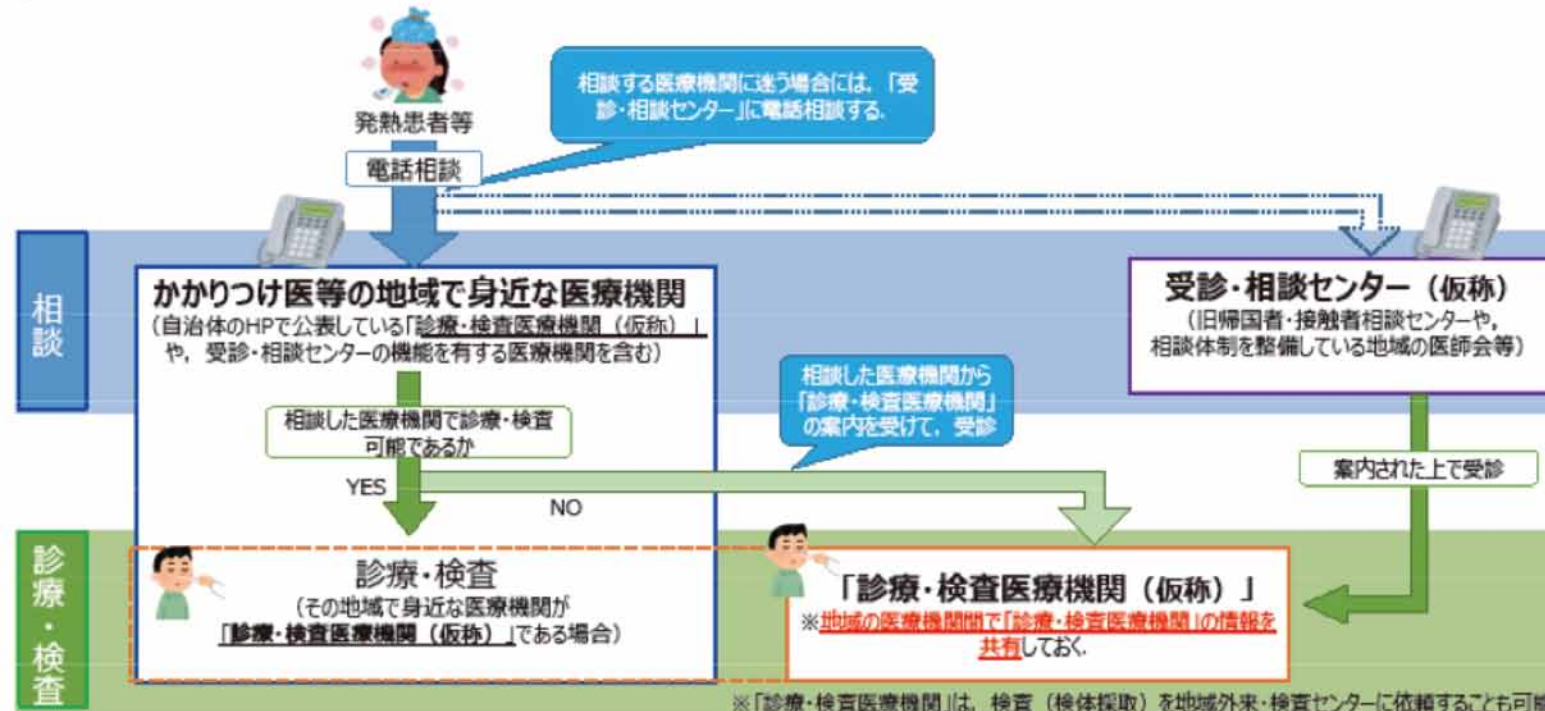 発熱患者等
電話相談
相談する医療機関に迷う場合には，「受
診・相談センター」に電話相談する．
相談
かかりつけ医等の地域で身近な医療機関
（自治体のHPで公表している「診療・検査医療機関（仮称）」
や，受診・相談センターの機能を有する医療機関を含む）
受診・相談センター（仮称）
（旧帰国者・接触者相談センターや，
相談体制を整備している地域の医師会等）
相談した医療機関で診療・検査
可能であるか
相談した医療機関から
「診療・検査医療機関」
の案内を受けて，受診
案内された上で受診
YES
NO
診療・検査
診療・検査
（その地域で身近な医療機関が
「診療・検査医療機関（仮称）」である場合）
「診療・検査医療機関（仮称）」
※地域の医療機関間で「診療・検査医療機関」の情報を
共有しておく．
※「診療・検査医療機関」は，検査（検体採取）を地域外来・検査センターに依頼することも可能